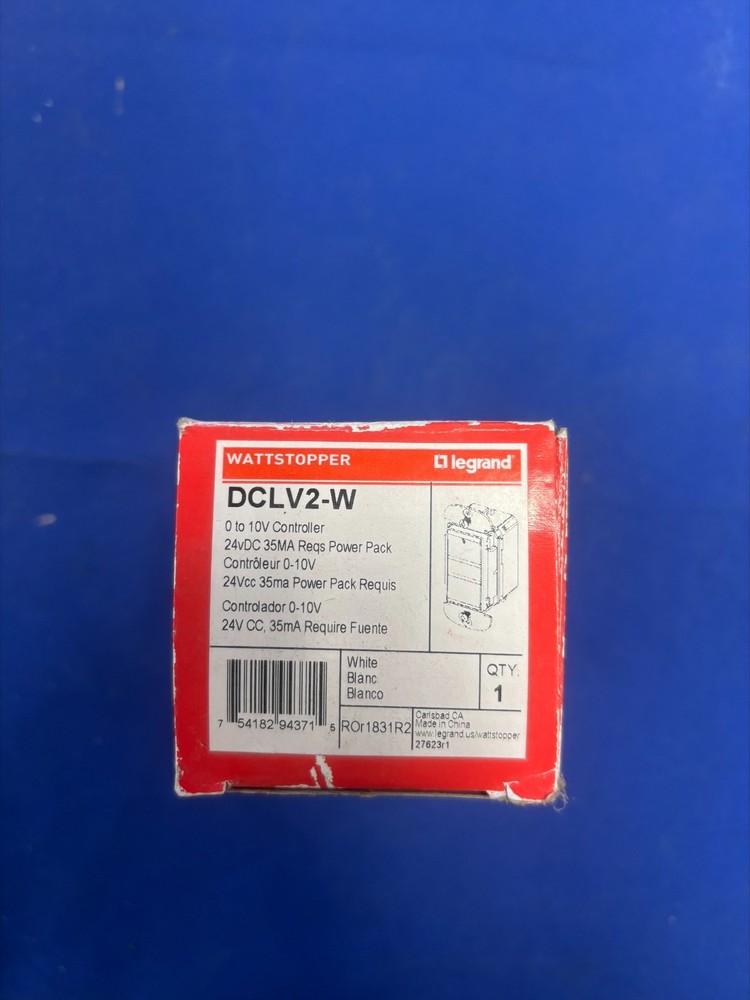 WATTSTOPPER
legrand
DCLV2-W
0 to 10V Controller
24vDC 35MA Reqs Power Pack
Contrôleur 0-10V
24Vcc 35ma Power Pack Requis
Controlador 0-10V
24V CC, 35mA Require Fuente
White
Blanc
Blanco
QTY.
1
7 54182 94371 5
ROr1831R2
Carlsbad CA
Made in China
www.legrand.us/wattstopper
27623r1